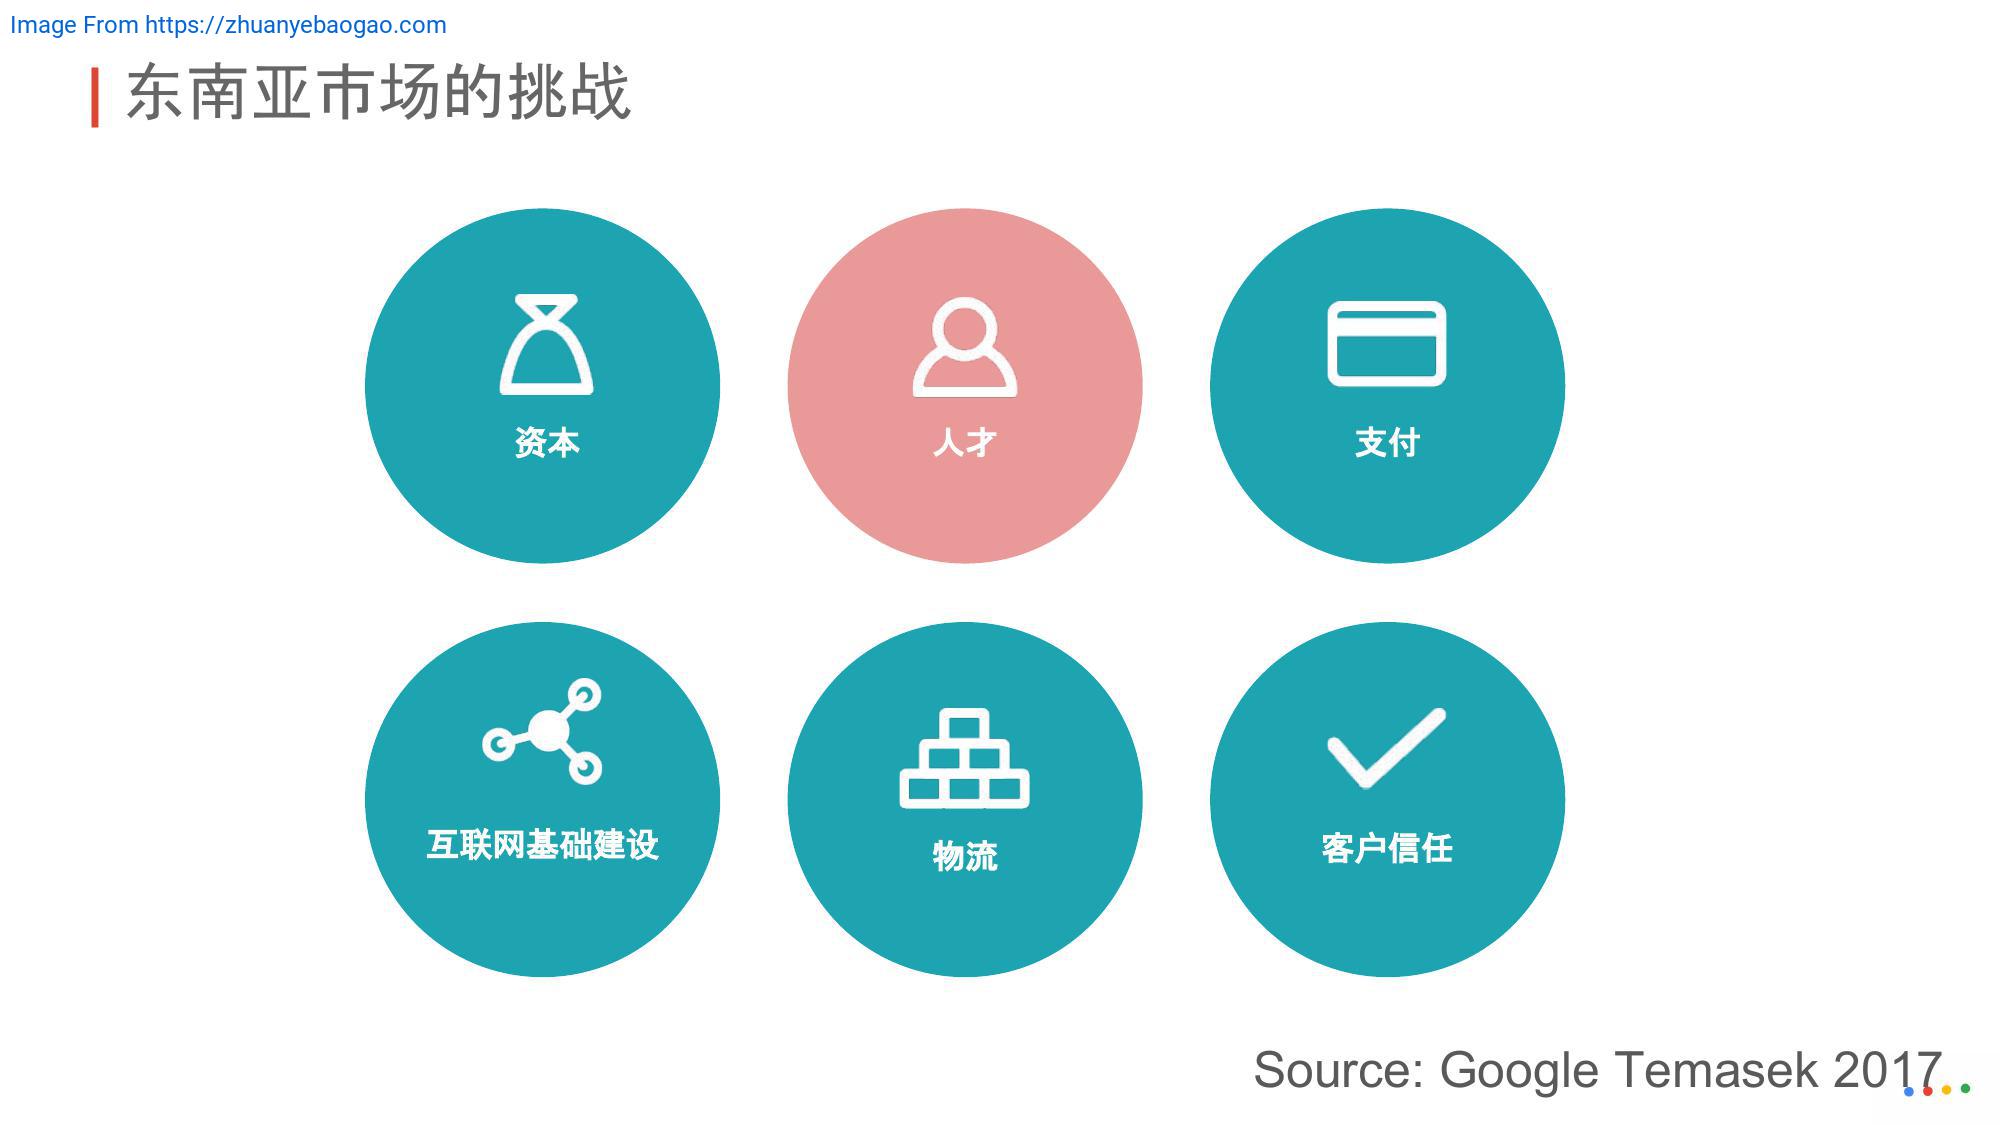 Image From https://zhuanyebaogao.com
东南亚市场的挑战
资本
人才
支付
互联网基础建设
物流
客户信任
Source: Google Temasek 2017